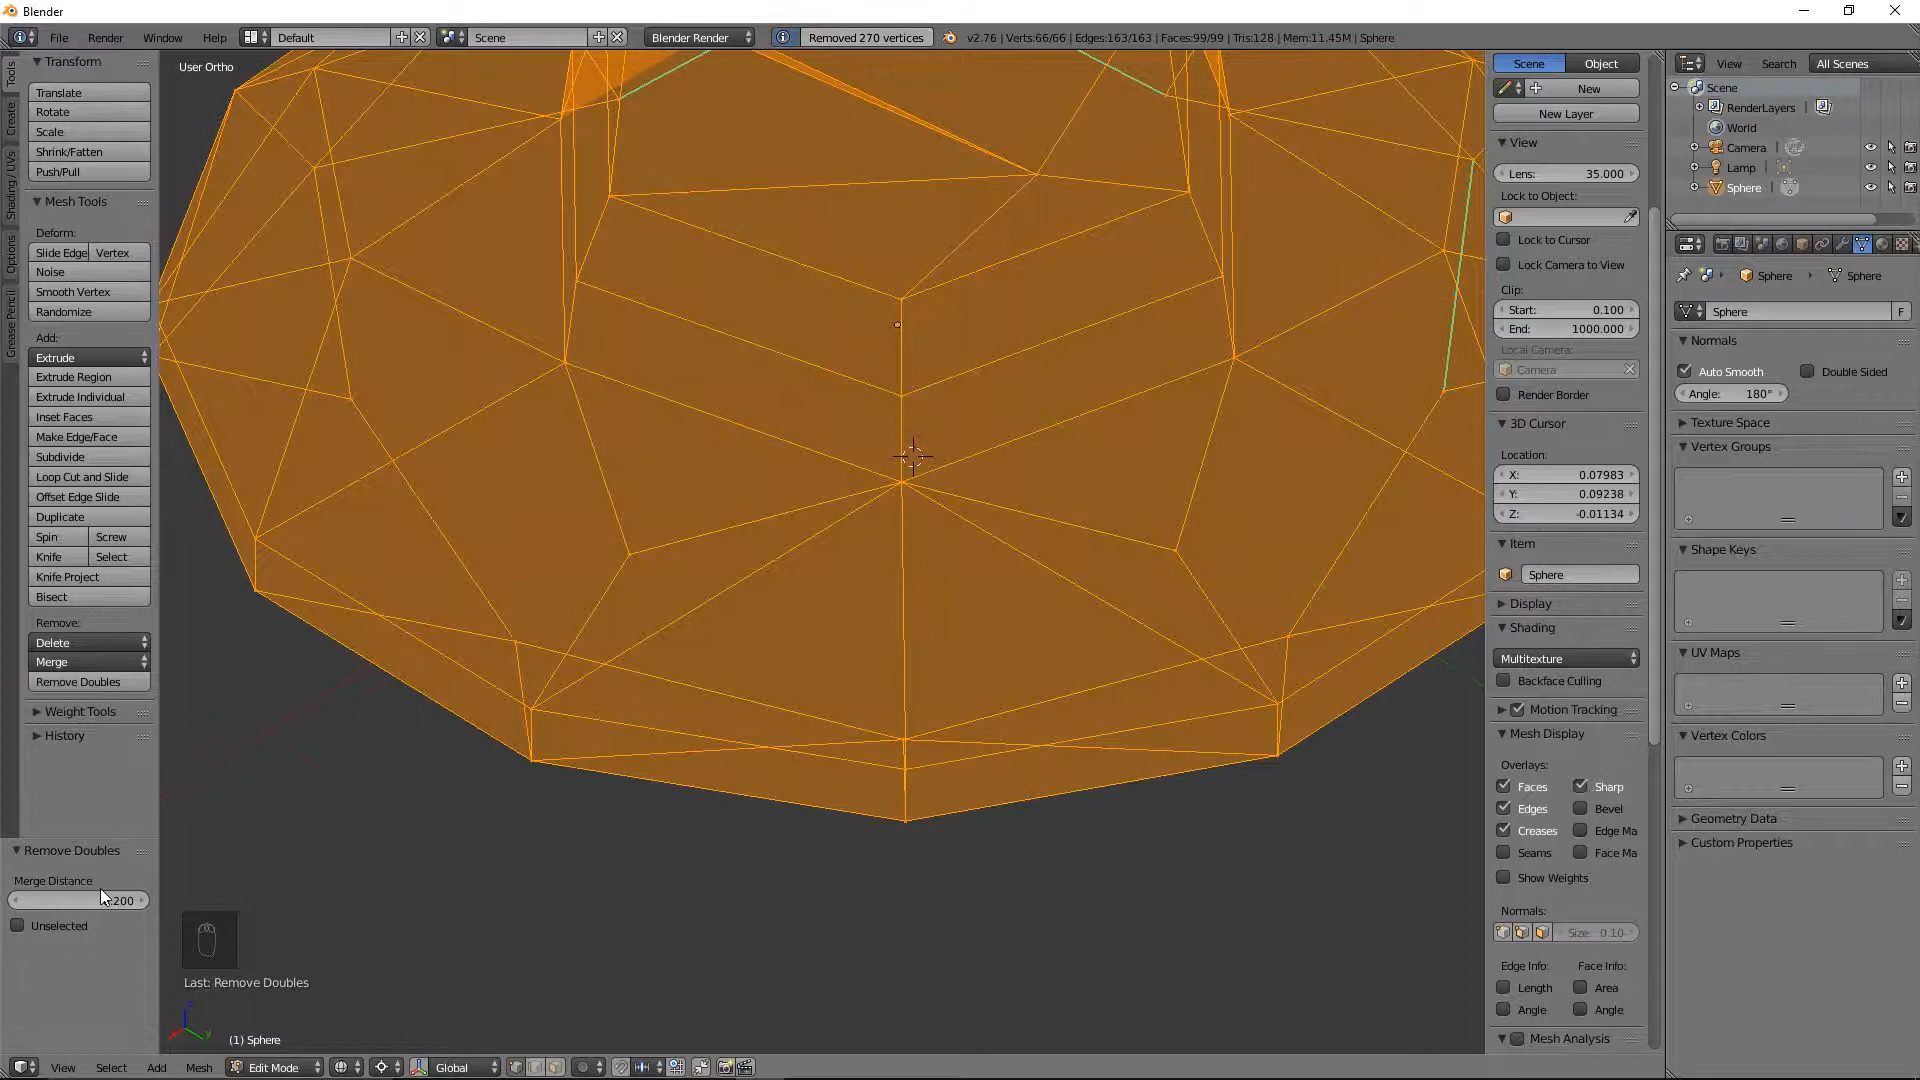 Blender
File Render Window Help Default Scene Blender Render Removed 270 vertices v2.76 | Verts:66/66 | Edges:163/163 | Faces:99/99 | Tris:128 | Mem:11.45M | Sphere
Tools
Create
Shading / UVs
Options
Grease Pencil
Transform
Translate
Rotate
Scale
Shrink/Fatten
Push/Pull
Mesh Tools
Deform:
Slide Edge Vertex
Noise
Smooth Vertex
Randomize
Add:
Extrude
Extrude Region
Extrude Individual
Inset Faces
Make Edge/Face
Subdivide
Loop Cut and Slide
Offset Edge Slide
Duplicate
Spin Screw
Knife Select
Knife Project
Bisect
Remove:
Delete
Merge
Remove Doubles
Weight Tools
History
Remove Doubles
Merge Distance
200
Unselected
User Ortho
Last: Remove Doubles
(1) Sphere
View Select Add Mesh Edit Mode Global
Scene Object
New
New Layer
View
Lens: 35.000
Lock to Object:
Lock to Cursor
Lock Camera to View
Clip:
Start: 0.100
End: 1000.000
Local Camera:
Camera
Render Border
3D Cursor
Location:
X: 0.07983
Y: 0.09238
Z: -0.01134
Item
Sphere
Display
Shading
Multitexture
Backface Culling
Motion Tracking
Mesh Display
Overlays:
Faces Sharp
Edges Bevel
Creases Edge Ma
Seams Face Ma
Show Weights
Normals:
Size: 0.10
Edge Info: Face Info:
Length Area
Angle Angle
Mesh Analysis
View Search All Scenes
Scene
RenderLayers
World
Camera
Lamp
Sphere
Sphere Sphere
Sphere F
Normals
Auto Smooth Double Sided
Angle: 180°
Texture Space
Vertex Groups
Shape Keys
UV Maps
Vertex Colors
Geometry Data
Custom Properties